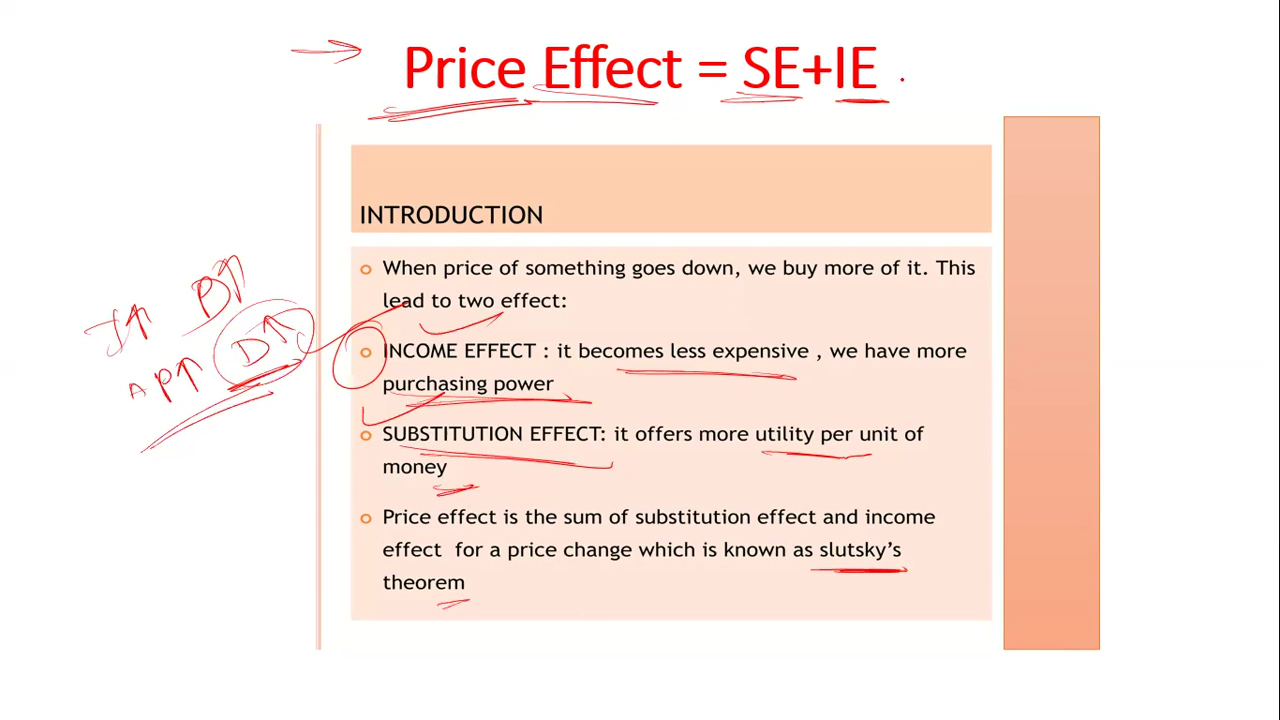 Price Effect = SE+IE
INTRODUCTION
When price of something goes down, we buy more of it. This
lead to two effect:
INCOME EFFECT : it becomes less expensive , we have more
purchasing power
SUBSTITUTION EFFECT: it offers more utility per unit of
money
Price effect is the sum of substitution effect and income
effect for a price change which is known as slutsky's
theorem
D↑
P↑